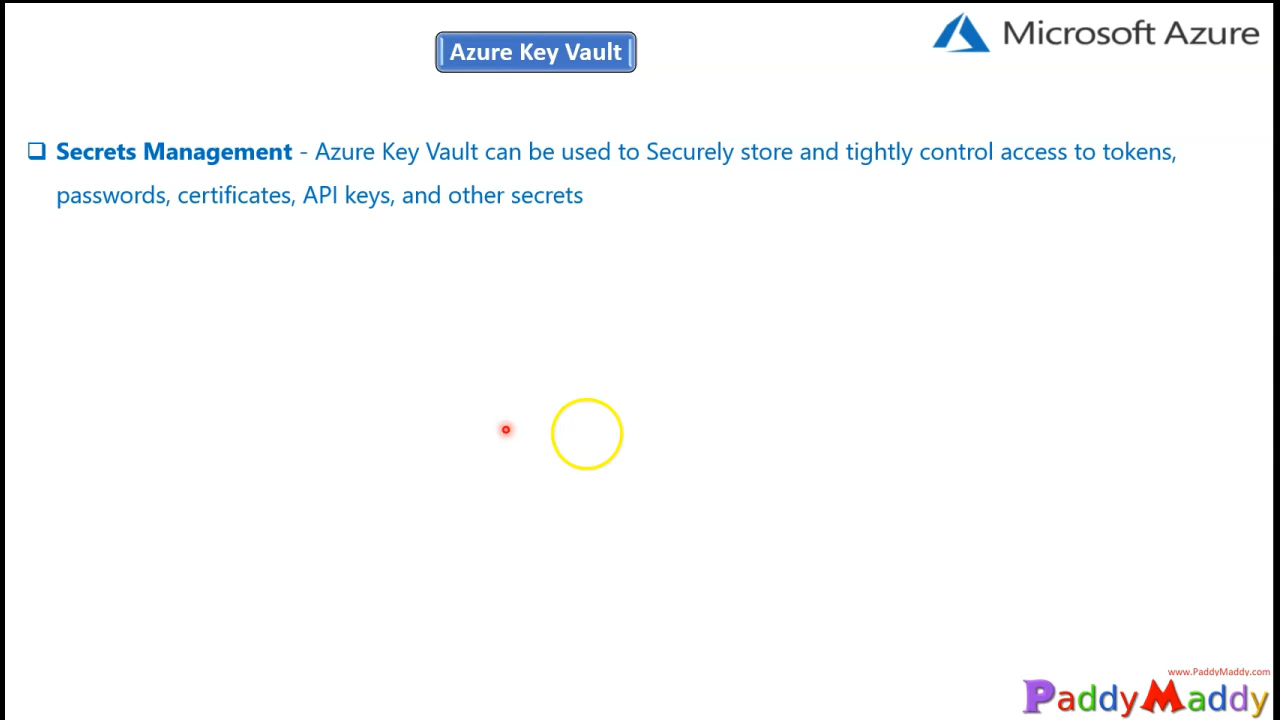 Azure Key Vault
Microsoft Azure
❑ Secrets Management - Azure Key Vault can be used to Securely store and tightly control access to tokens,
passwords, certificates, API keys, and other secrets
www.PaddyMaddy.com
PaddyMaddy